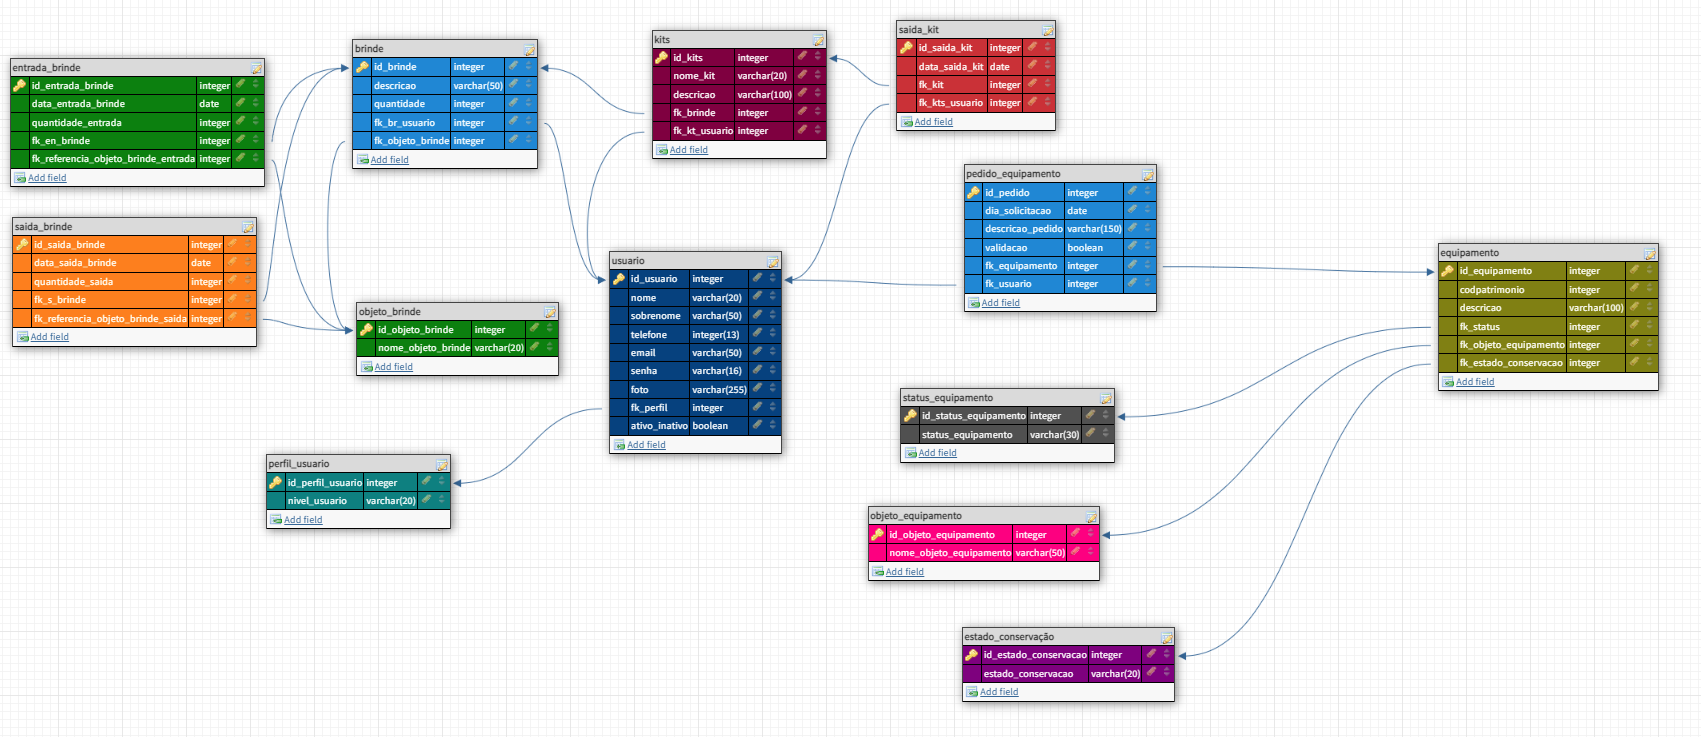 entrada_brinde
id_entrada_brinde integer
data_entrada_brinde date
quantidade_entrada integer
fk_en_brinde integer
fk_referencia_objeto_brinde_entrada integer
Add field
brinde
id_brinde integer
descricao varchar(50)
quantidade integer
fk_br_usuario integer
fk_objeto_brinde integer
Add field
kits
id_kits integer
nome_kit varchar(20)
descricao varchar(100)
fk_brinde integer
fk_kt_usuario integer
Add field
saida_kit
id_saida_kit integer
data_saida_kit date
fk_kit integer
fk_kts_usuario integer
Add field
saida_brinde
id_saida_brinde integer
data_saida_brinde date
quantidade_saida integer
fk_s_brinde integer
fk_referencia_objeto_brinde_saida integer
Add field
objeto_brinde
id_objeto_brinde integer
nome_objeto_brinde varchar(20)
Add field
usuario
id_usuario integer
nome varchar(20)
sobrenome varchar(50)
telefone integer(13)
email varchar(50)
senha varchar(16)
foto varchar(255)
fk_perfil integer
ativo_inativo boolean
Add field
pedido_equipamento
id_pedido integer
dia_solicitacao date
descricao_pedido varchar(150)
validacao boolean
fk_equipamento integer
fk_usuario integer
Add field
equipamento
id_equipamento integer
codpatrimonio integer
descricao varchar(100)
fk_status integer
fk_objeto_equipamento integer
fk_estado_conservacao integer
Add field
perfil_usuario
id_perfil_usuario integer
nivel_usuario varchar(20)
Add field
status_equipamento
id_status_equipamento integer
status_equipamento varchar(30)
Add field
objeto_equipamento
id_objeto_equipamento integer
nome_objeto_equipamento varchar(50)
Add field
estado_conservação
id_estado_conservacao integer
estado_conservacao varchar(20)
Add field